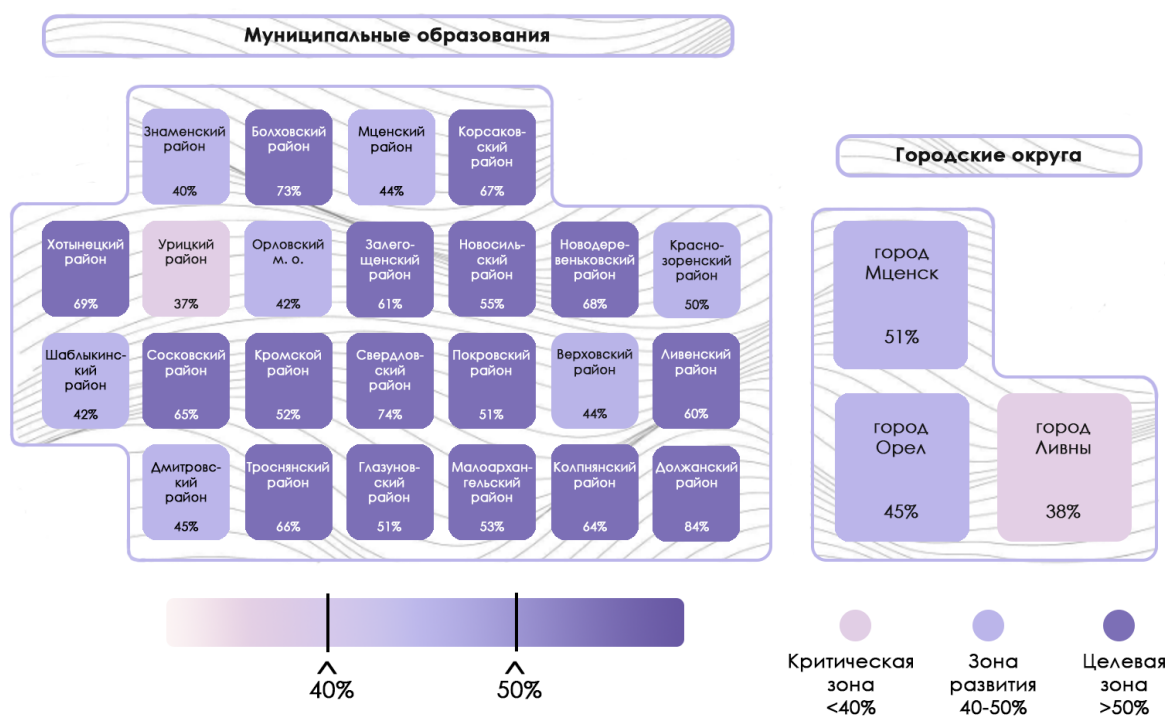 Муниципальные образования
Знаменский
район
40%
Болховский
район
73%
Мценский
район
44%
Корсаков-
ский
район
67%
Городские округа
Хотынецкий
район
69%
Урицкий
район
37%
Орловский
м. о.
42%
Залего-
щенский
район
61%
Новосиль-
ский
район
55%
Новодере-
веньковский
район
68%
Красно-
зоренский
район
50%
город
Мценск
51%
Шаблыкинс-
кий
район
42%
Сосковский
район
65%
Кромской
район
52%
Свердлов-
ский
район
74%
Покровский
район
51%
Верховский
район
44%
Ливенский
район
60%
город
Орел
45%
город
Ливны
38%
Дмитровс-
кий
район
45%
Троснянский
район
66%
Глазунов-
ский
район
51%
Малоархан-
гельский
район
53%
Колпнянский
район
64%
Должанский
район
84%
40%
50%
Критическая
зона
<40%
Зона
развития
40-50%
Целевая
зона
>50%